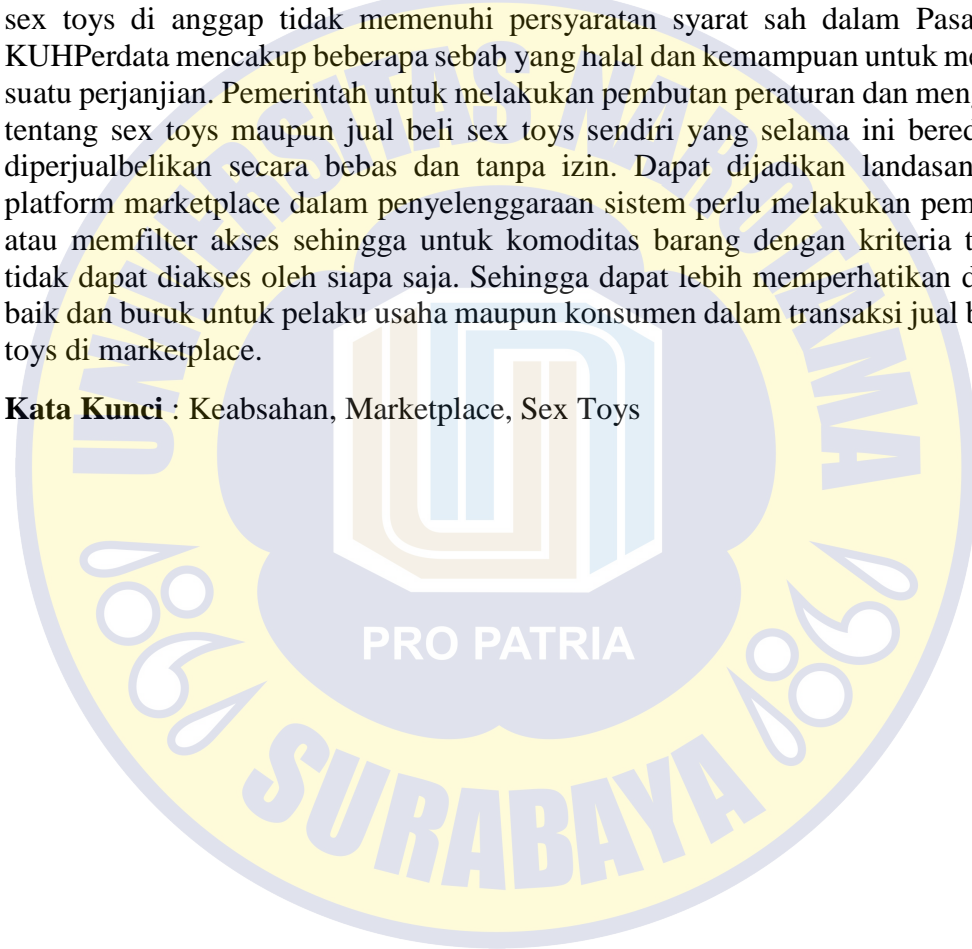 sex toys di anggap tidak memenuhi persyaratan syarat sah dalam Pasa
KUHPerdata mencakup beberapa sebab yang halal dan kemampuan untuk me
suatu perjanjian. Pemerintah untuk melakukan pembutan peraturan dan meng
tentang sex toys maupun jual beli sex toys sendiri yang selama ini bered
diperjualbelikan secara bebas dan tanpa izin. Dapat dijadikan landasan
platform marketplace dalam penyelenggaraan sistem perlu melakukan pem
atau memfilter akses sehingga untuk komoditas barang dengan kriteria t
tidak dapat diakses oleh siapa saja. Sehingga dapat lebih memperhatikan d
baik dan buruk untuk pelaku usaha maupun konsumen dalam transaksi jual b
toys di marketplace.
Kata Kunci : Keabsahan, Marketplace, Sex Toys
UNIVERSITAS NAROTAMA
PRO PATRIA
SURABAYA